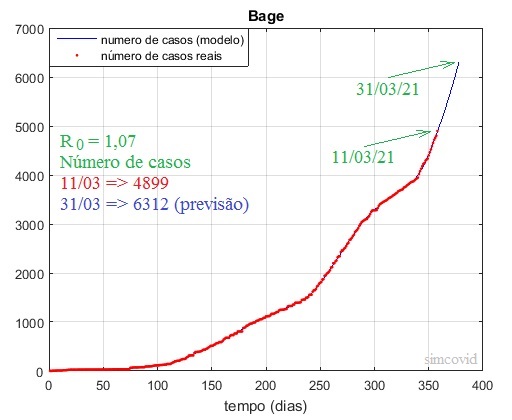 Bage
7000
6000
5000
4000
3000
2000
1000
0
numero de casos (modelo)
número de casos reais
31/03/21
11/03/21
R0 = 1,07
Número de casos
11/03 => 4899
31/03 => 6312 (previsão)
simcovid
0 50 100 150 200 250 300 350 400
tempo (dias)